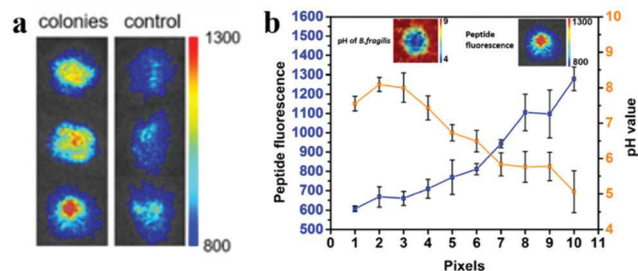 a
colonies control
1300
800
b
Peptide fluorescence
1600
1500
1400
1300
1200
1100
1000
900
800
700
600
500
pH of B.fragilis
9
4
Peptide
fluorescence
1300
800
10
9
8
7
6
5
4
pH value
0 1 2 3 4 5 6 7 8 9 10 11
Pixels